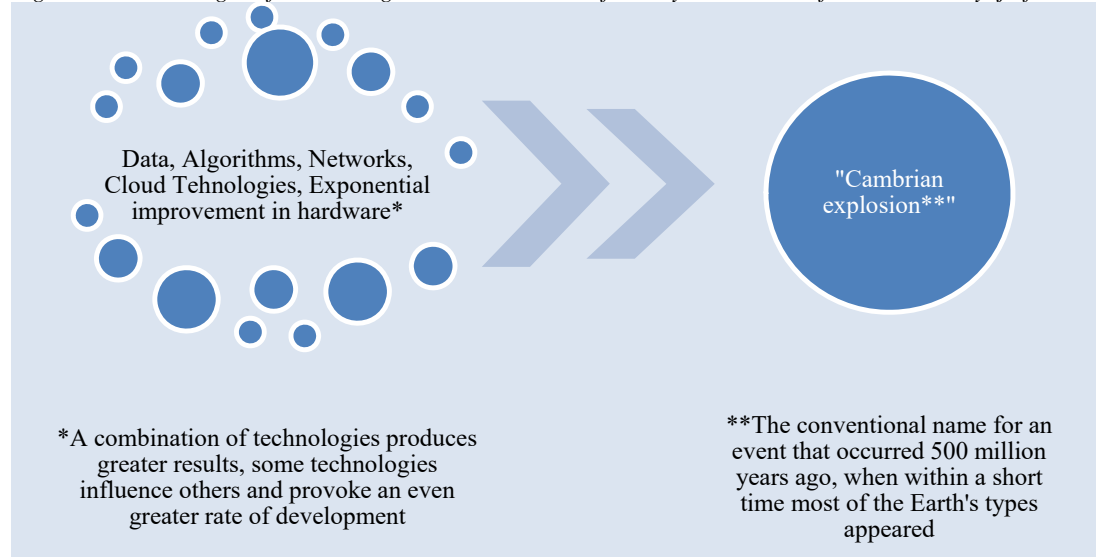 Data, Algorithms, Networks,
Cloud Tehnologies, Exponential
improvement in hardware*
"Cambrian
explosion**"
*A combination of technologies produces
greater results, some technologies
influence others and provoke an even
greater rate of development
**The conventional name for an
event that occurred 500 million
years ago, when within a short
time most of the Earth's types
appeared